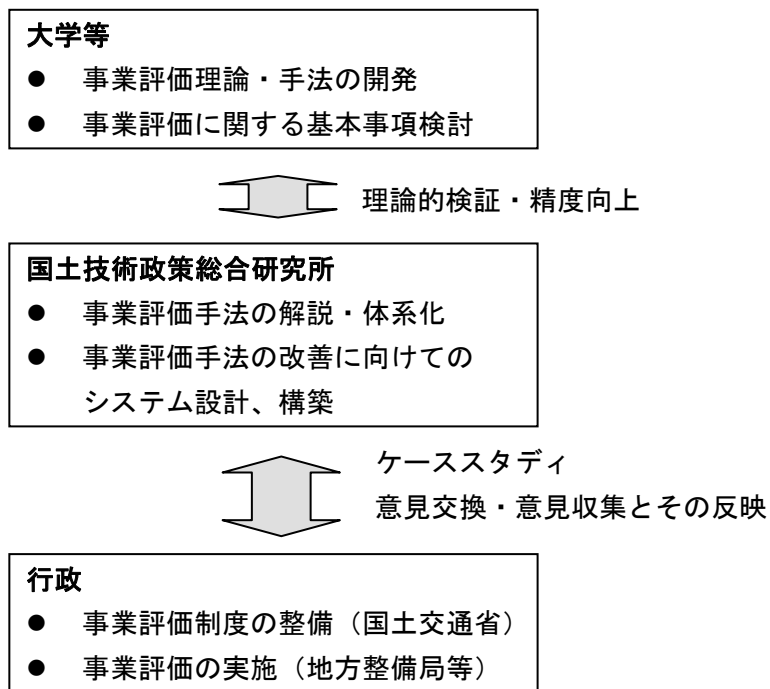 大学等
● 事業評価理論・手法の開発
● 事業評価に関する基本事項検討
理論的検証・精度向上
国土技術政策総合研究所
● 事業評価手法の解説・体系化
● 事業評価手法の改善に向けての
システム設計、構築
ケーススタディ
意見交換・意見収集とその反映
行政
● 事業評価制度の整備（国土交通省）
● 事業評価の実施（地方整備局等）